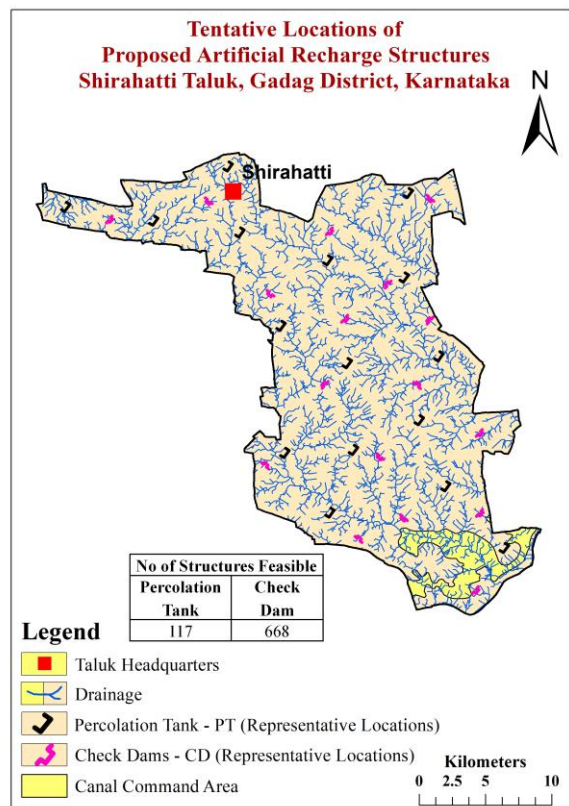 Tentative Locations of
Proposed Artificial Recharge Structures
Shirahatti Taluk, Gadag District, Karnataka
N
Shirahatti
No of Structures Feasible
Percolation Tank
Check Dam
117
668
Legend
Taluk Headquarters
Drainage
Percolation Tank - PT (Representative Locations)
Check Dams - CD (Representative Locations)
Canal Command Area
Kilometers
0 2.5 5 10